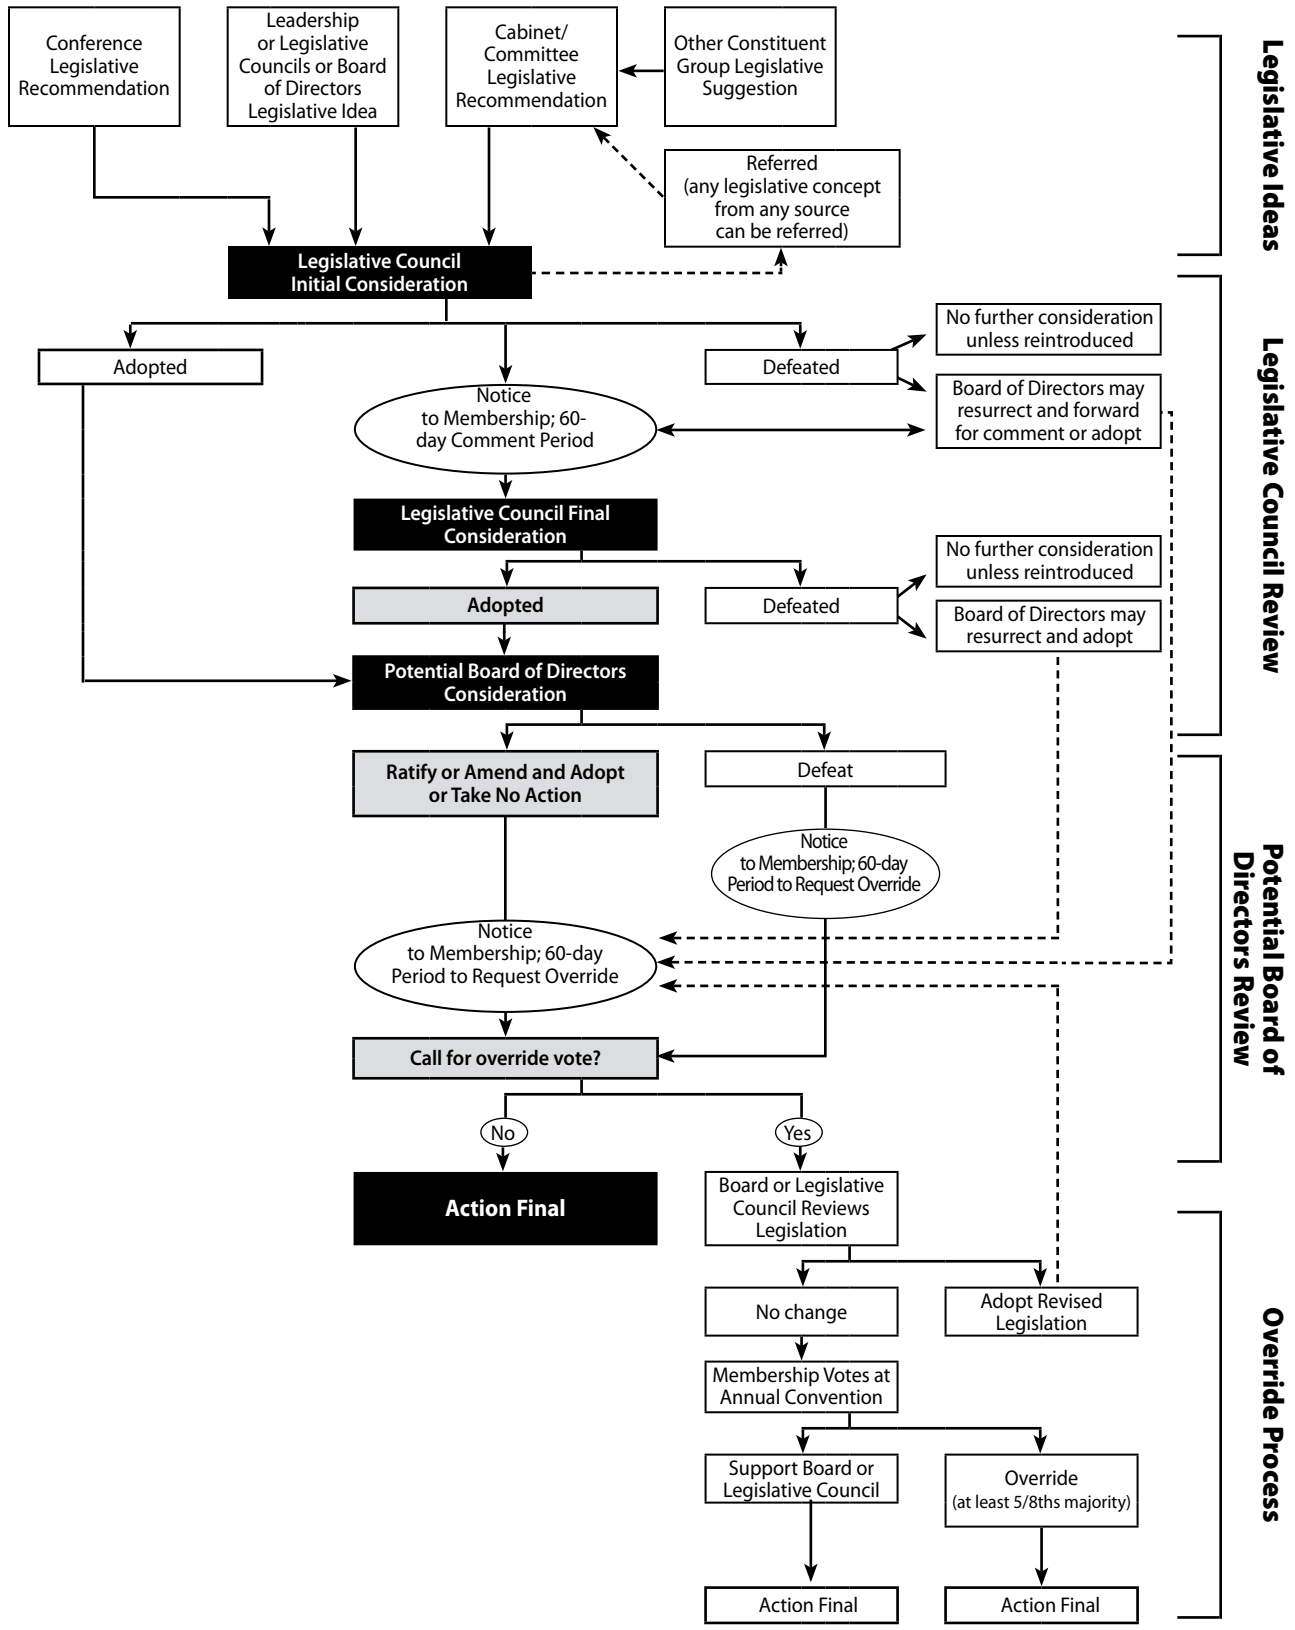 Conference
Legislative
Recommendation
Leadership
or Legislative
Councils or Board
of Directors
Legislative Idea
Cabinet/
Committee
Legislative
Recommendation
Other Constituent
Group Legislative
Suggestion
Referred
(any legislative concept
from any source
can be referred)
Legislative Ideas
Legislative Council
Initial Consideration
Adopted
Notice
to Membership; 60-
day Comment Period
Defeated
No further consideration
unless reintroduced
Board of Directors may
resurrect and forward
for comment or adopt
Legislative Council Final
Consideration
Adopted
Defeated
No further consideration
unless reintroduced
Board of Directors may
resurrect and adopt
Legislative Council Review
Potential Board of Directors
Consideration
Ratify or Amend and Adopt
or Take No Action
Defeat
Notice
to Membership; 60-day
Period to Request Override
Notice
to Membership; 60-day
Period to Request Override
Call for override vote?
Potential Board of
Directors Review
No
Yes
Action Final
Board or Legislative
Council Reviews
Legislation
No change
Adopt Revised
Legislation
Membership Votes at
Annual Convention
Support Board or
Legislative Council
Override
(at least 5/8ths majority)
Action Final
Action Final
Override Process